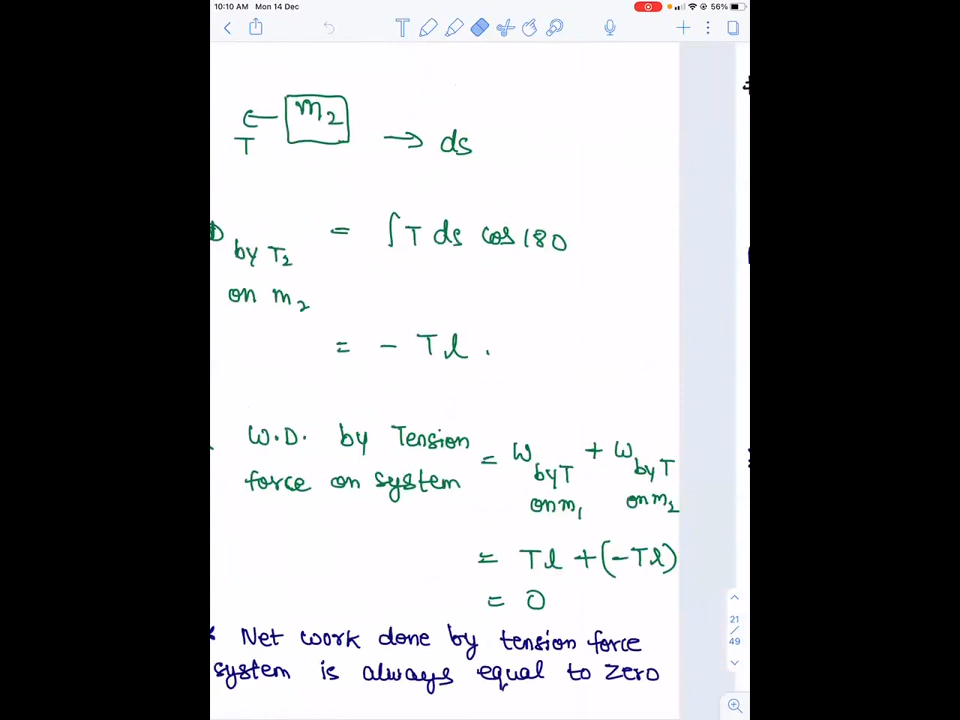 10:10 AM Mon 14 Dec
56%
m2
T
→ ds
D by T2 on m2 = ∫T ds cos 180
= - Tl .
W.D. by Tension force on system = W by T on m1 + W by T on m2
= Tl + (-Tl)
= 0
* Net work done by tension force
system is always equal to zero
21
/
49